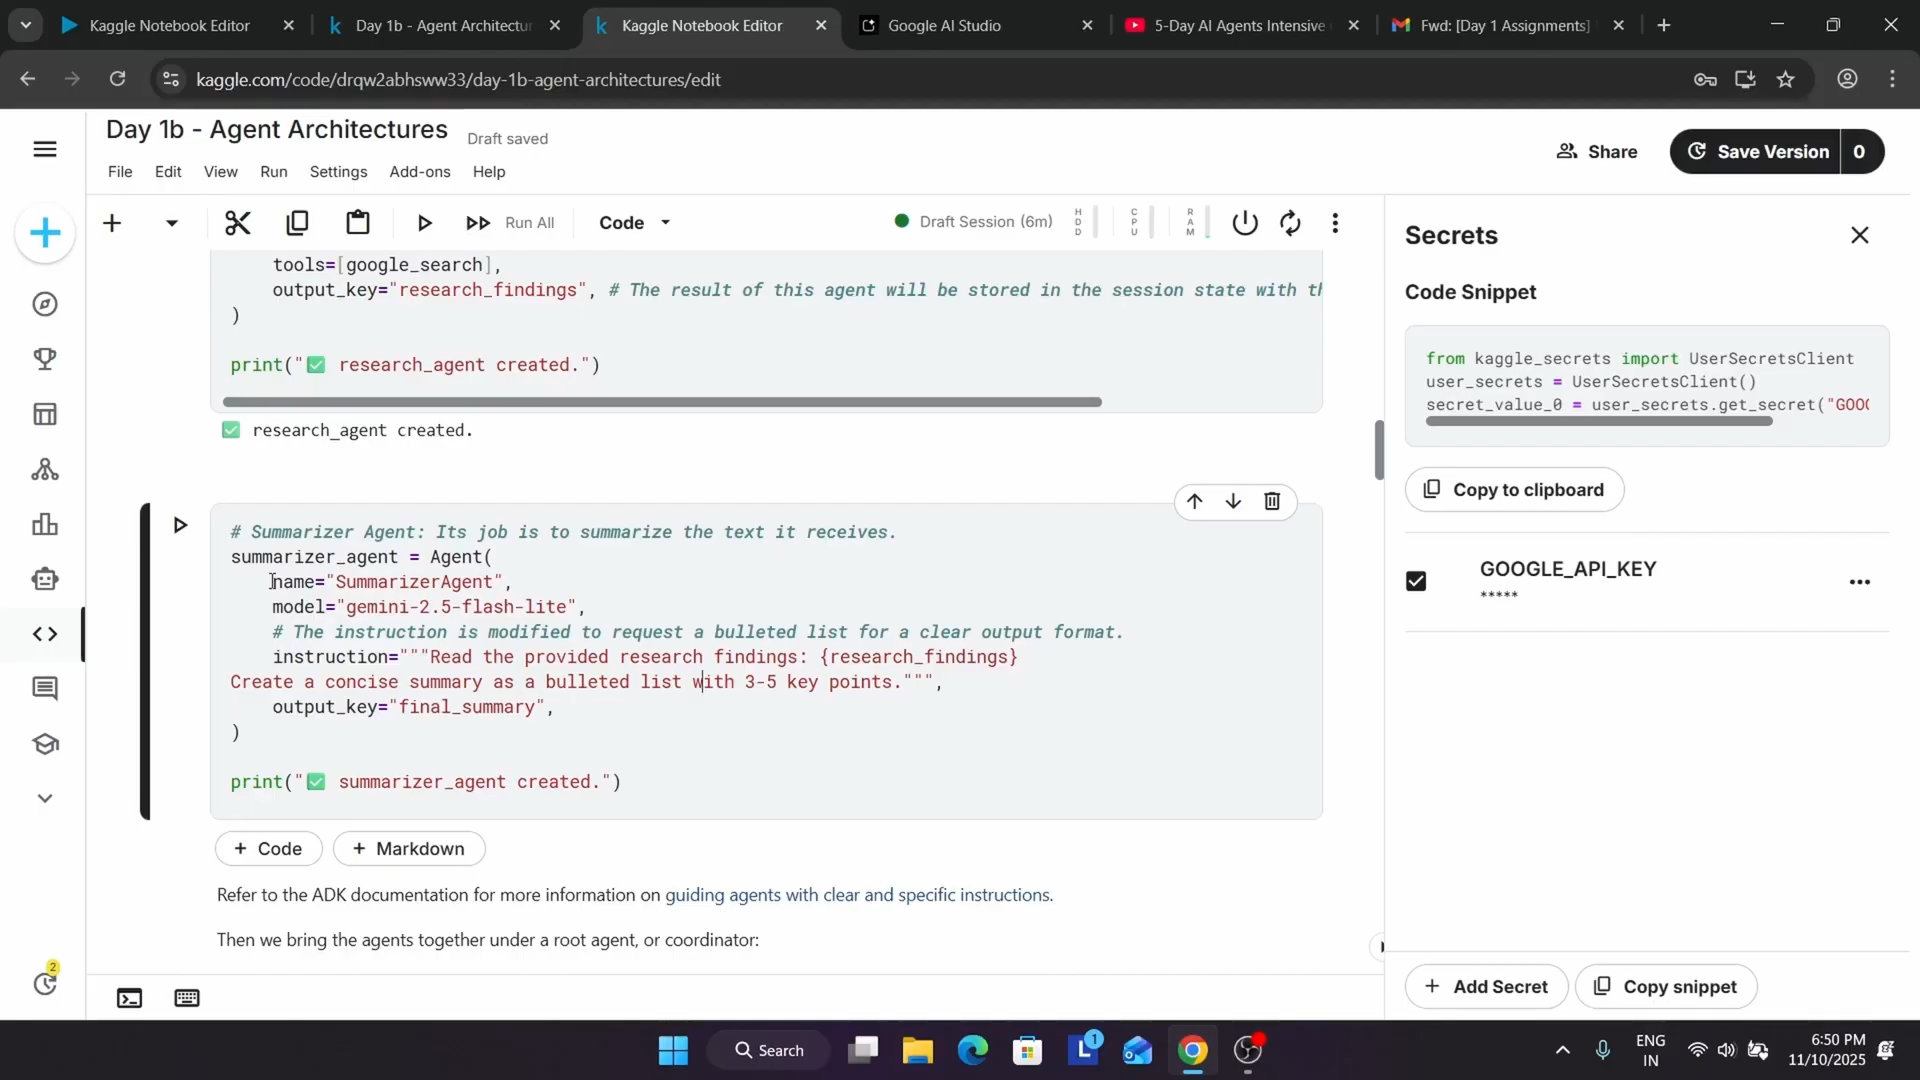 Kaggle Notebook Editor
Day 1b - Agent Architectur
Kaggle Notebook Editor
Google AI Studio
5-Day AI Agents Intensive
Fwd: [Day 1 Assignments]
kaggle.com/code/drqw2abhsww33/day-1b-agent-architectures/edit
Day 1b - Agent Architectures
Draft saved
File Edit View Run Settings Add-ons Help
Share
Save Version 0
Run All
Code
Draft Session (6m)
HDD
CPU
RAM
tools=[google_search],
output_key="research_findings", # The result of this agent will be stored in the session state with th
)
print("✅ research_agent created.")
✅ research_agent created.
# Summarizer Agent: Its job is to summarize the text it receives.
summarizer_agent = Agent(
name="SummarizerAgent",
model="gemini-2.5-flash-lite",
# The instruction is modified to request a bulleted list for a clear output format.
instruction="""Read the provided research findings: {research_findings}
Create a concise summary as a bulleted list with 3-5 key points.""",
output_key="final_summary",
)
print("✅ summarizer_agent created.")
+ Code
+ Markdown
Refer to the ADK documentation for more information on guiding agents with clear and specific instructions.
Then we bring the agents together under a root agent, or coordinator:
Secrets
Code Snippet
from kaggle_secrets import UserSecretsClient
user_secrets = UserSecretsClient()
secret_value_0 = user_secrets.get_secret("GOOG
Copy to clipboard
GOOGLE_API_KEY
*****
+ Add Secret
Copy snippet
2
Search
1
ENG
IN
6:50 PM
11/10/2025